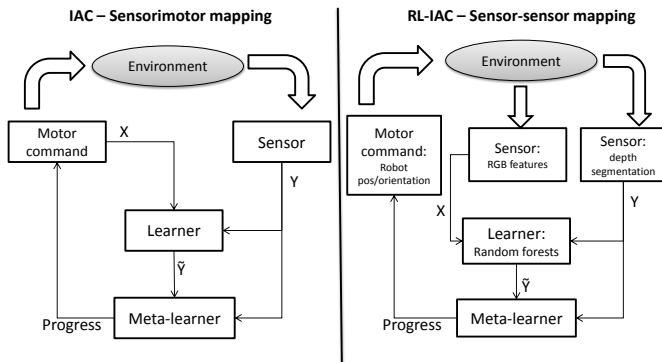 IAC – Sensorimotor mapping
Environment
Motor
command
X
Sensor
Y
Learner
Ỹ
Progress
Meta-learner
RL-IAC – Sensor-sensor mapping
Environment
Motor
command:
Robot
pos/orientation
Sensor:
RGB features
Sensor:
depth
segmentation
X
Y
Learner:
Random forests
Ỹ
Progress
Meta-learner